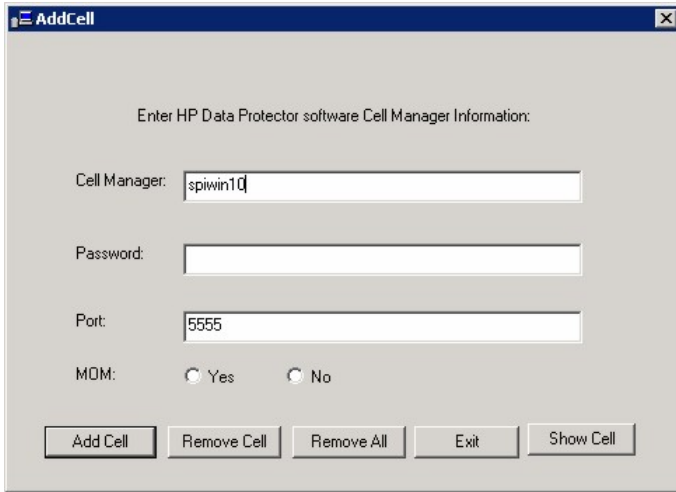 AddCell
Enter HP Data Protector software Cell Manager Information:
Cell Manager: spiwin10
Password:
Port: 5555
MOM: Yes No
Add Cell Remove Cell Remove All Exit Show Cell